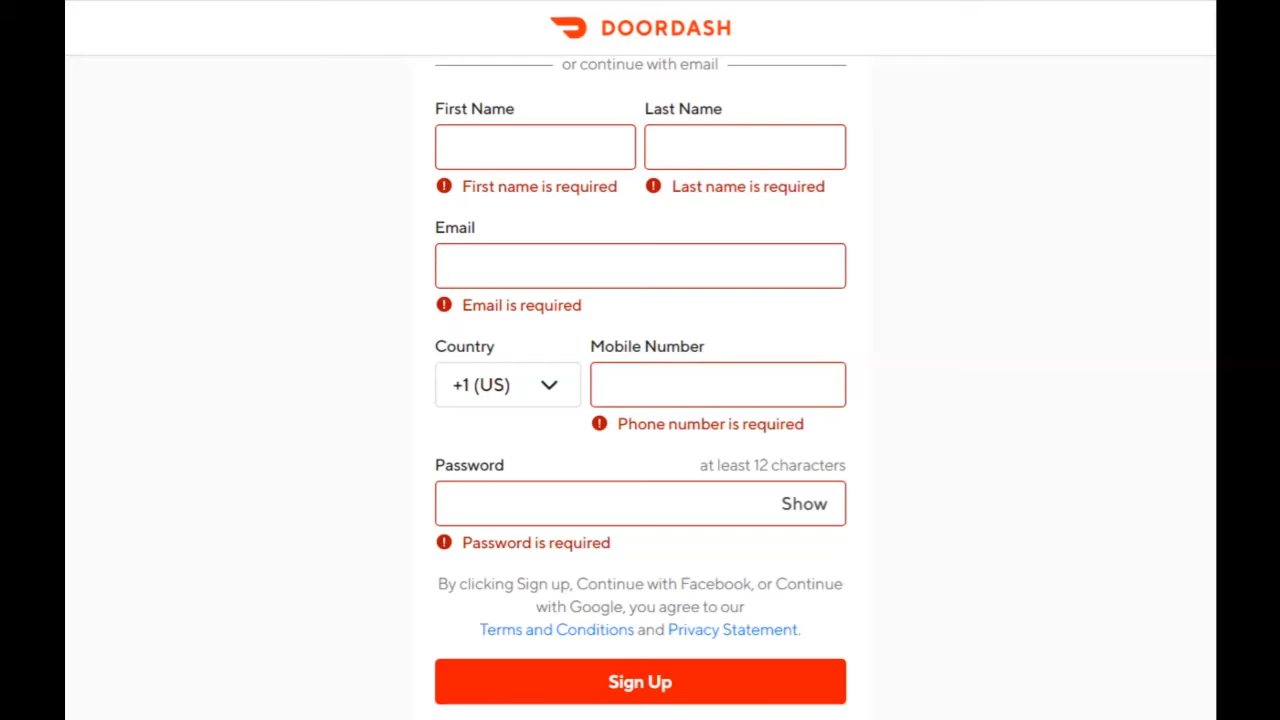 DOORDASH
or continue with email
First Name Last Name
First name is required Last name is required
Email
Email is required
Country Mobile Number
+1 (US)
Phone number is required
Password at least 12 characters
Show
Password is required
By clicking Sign up, Continue with Facebook, or Continue
with Google, you agree to our
Terms and Conditions and Privacy Statement.
Sign Up